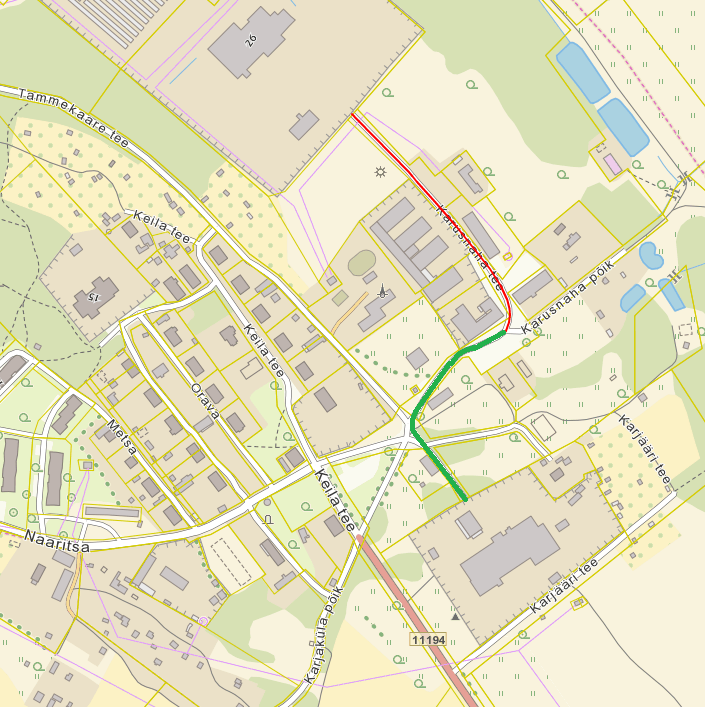 26
Tammekaare tee
Keila tee
Karusnaha tee
Karusnaha põik
15
Keila tee
Orava
Metsa
Karjääri tee
Keila tee
Naaritsa
Karjääri tee
Karjaküla põik
11194